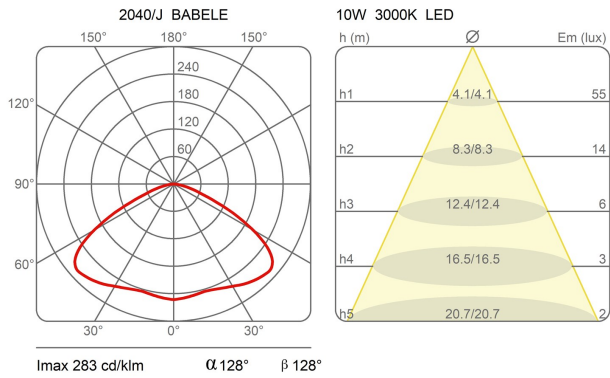 2040/J BABELE
150° 180° 150°
240
180
120° 120
60
90°
60°
30° 0° 30°
Imax 283 cd/klm α 128° β 128°
10W 3000K LED
h (m) Ø Em (lux)
h1 4.1/4.1 55
h2 8.3/8.3 14
h3 12.4/12.4 6
h4 16.5/16.5 3
h5 20.7/20.7 2